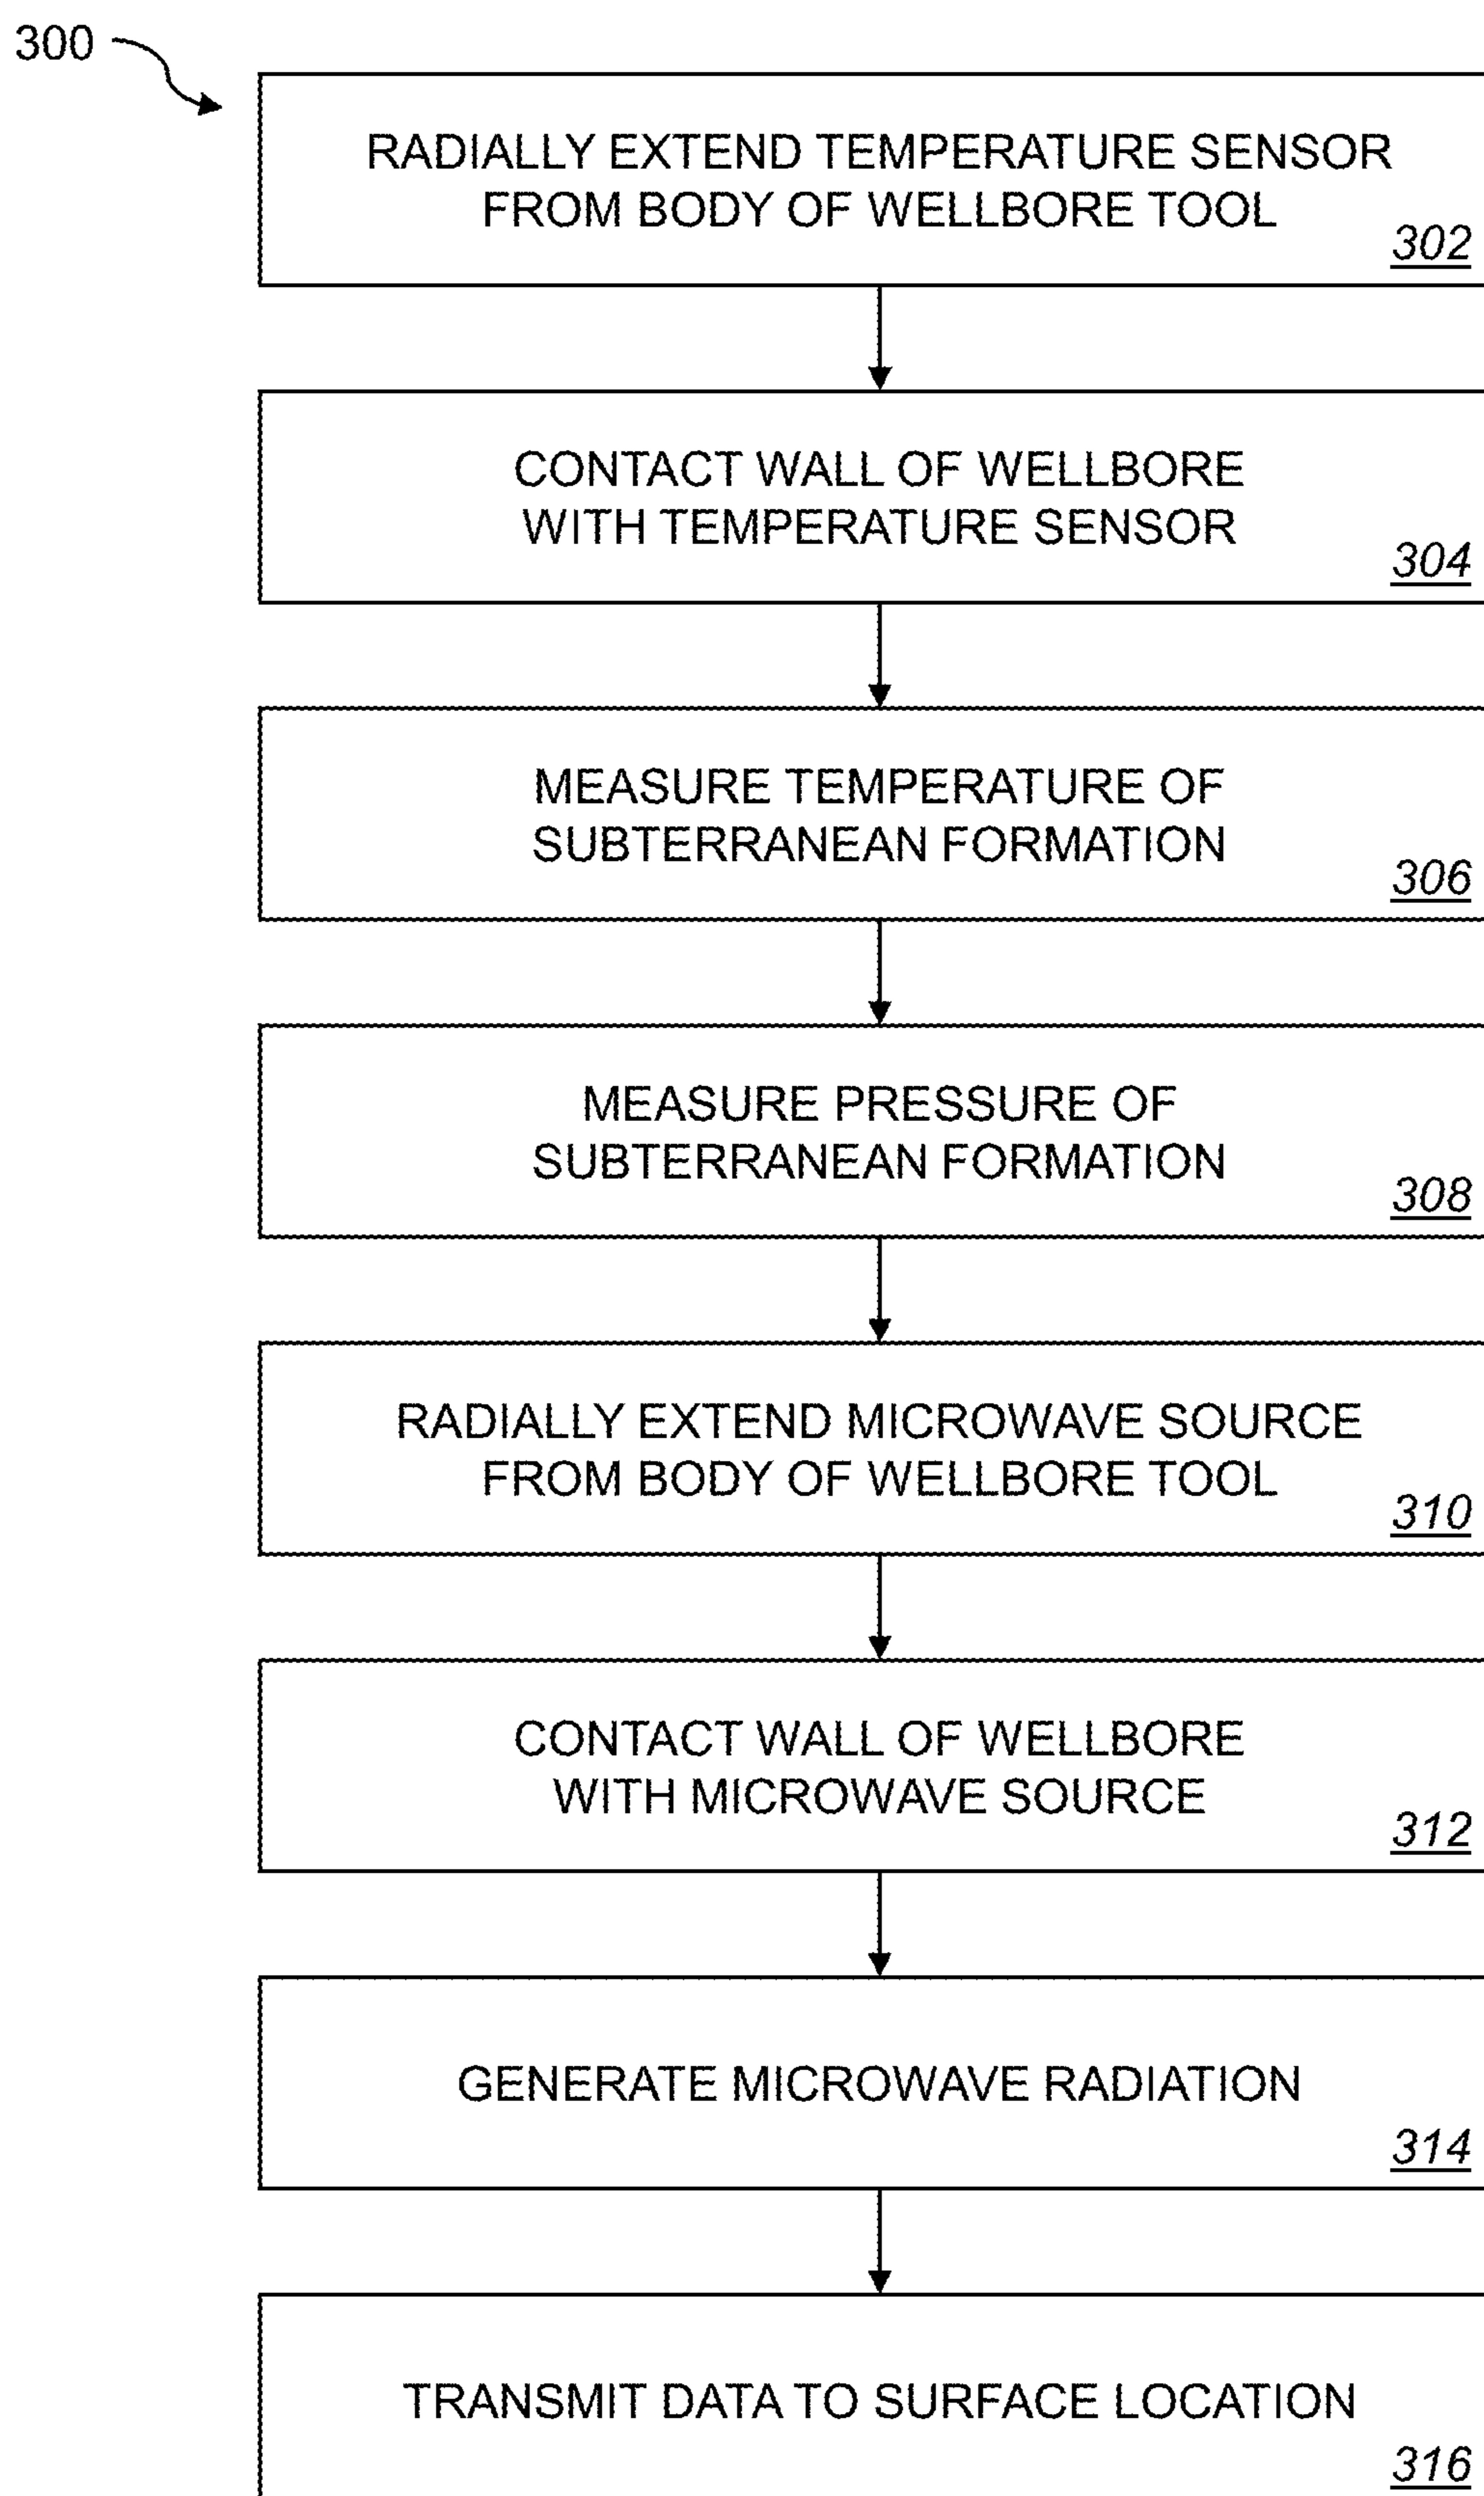 300
RADIALLY EXTEND TEMPERATURE SENSOR
FROM BODY OF WELLBORE TOOL
302
CONTACT WALL OF WELLBORE
WITH TEMPERATURE SENSOR
304
MEASURE TEMPERATURE OF
SUBTERRANEAN FORMATION
306
MEASURE PRESSURE OF
SUBTERRANEAN FORMATION
308
RADIALLY EXTEND MICROWAVE SOURCE
FROM BODY OF WELLBORE TOOL
310
CONTACT WALL OF WELLBORE
WITH MICROWAVE SOURCE
312
GENERATE MICROWAVE RADIATION
314
TRANSMIT DATA TO SURFACE LOCATION
316